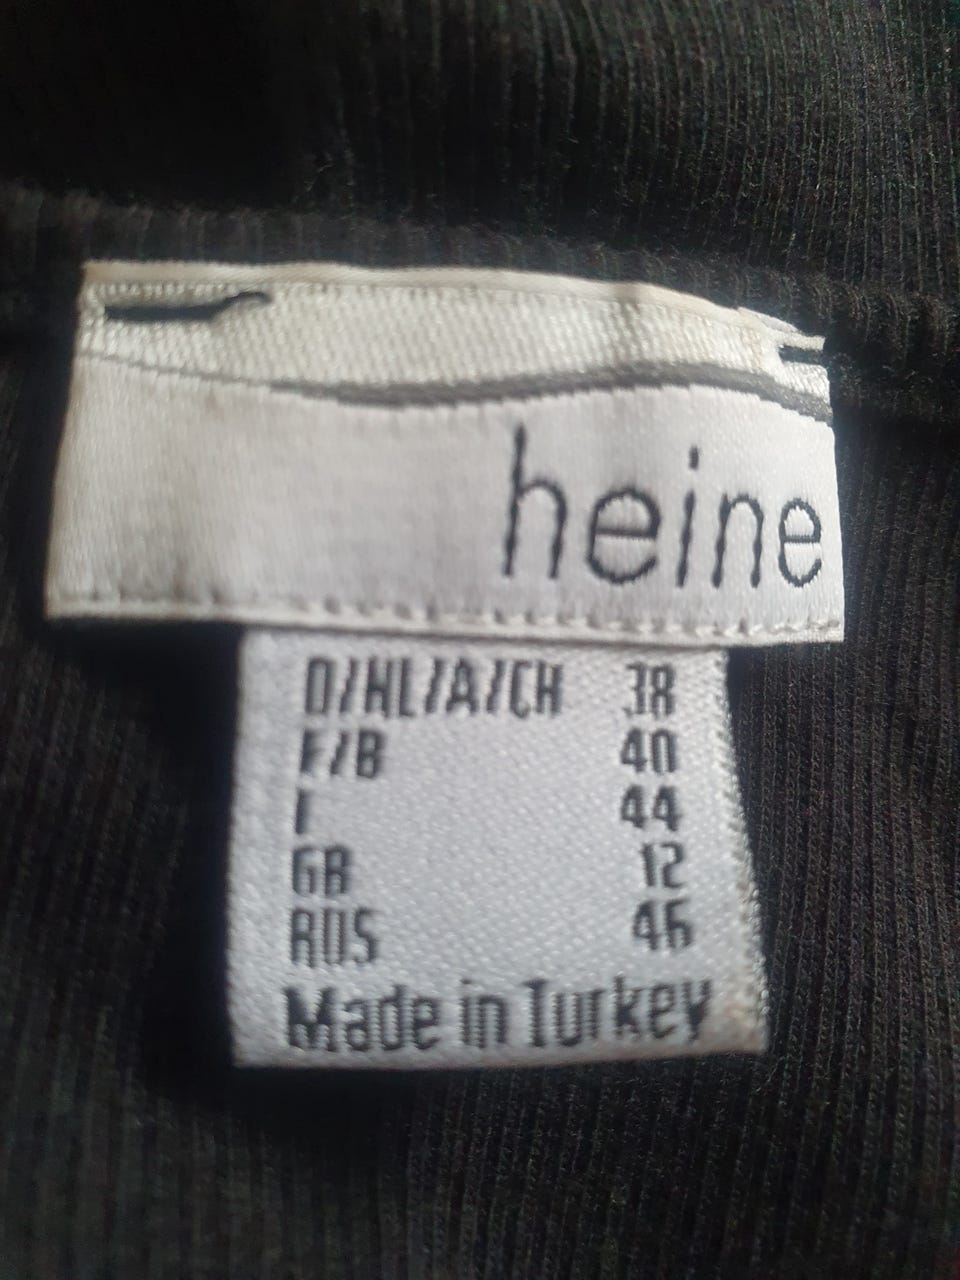 heine
D/NL/A/CH 38
F/B 40
I 44
GB 12
RUS 46
Made in Turkey